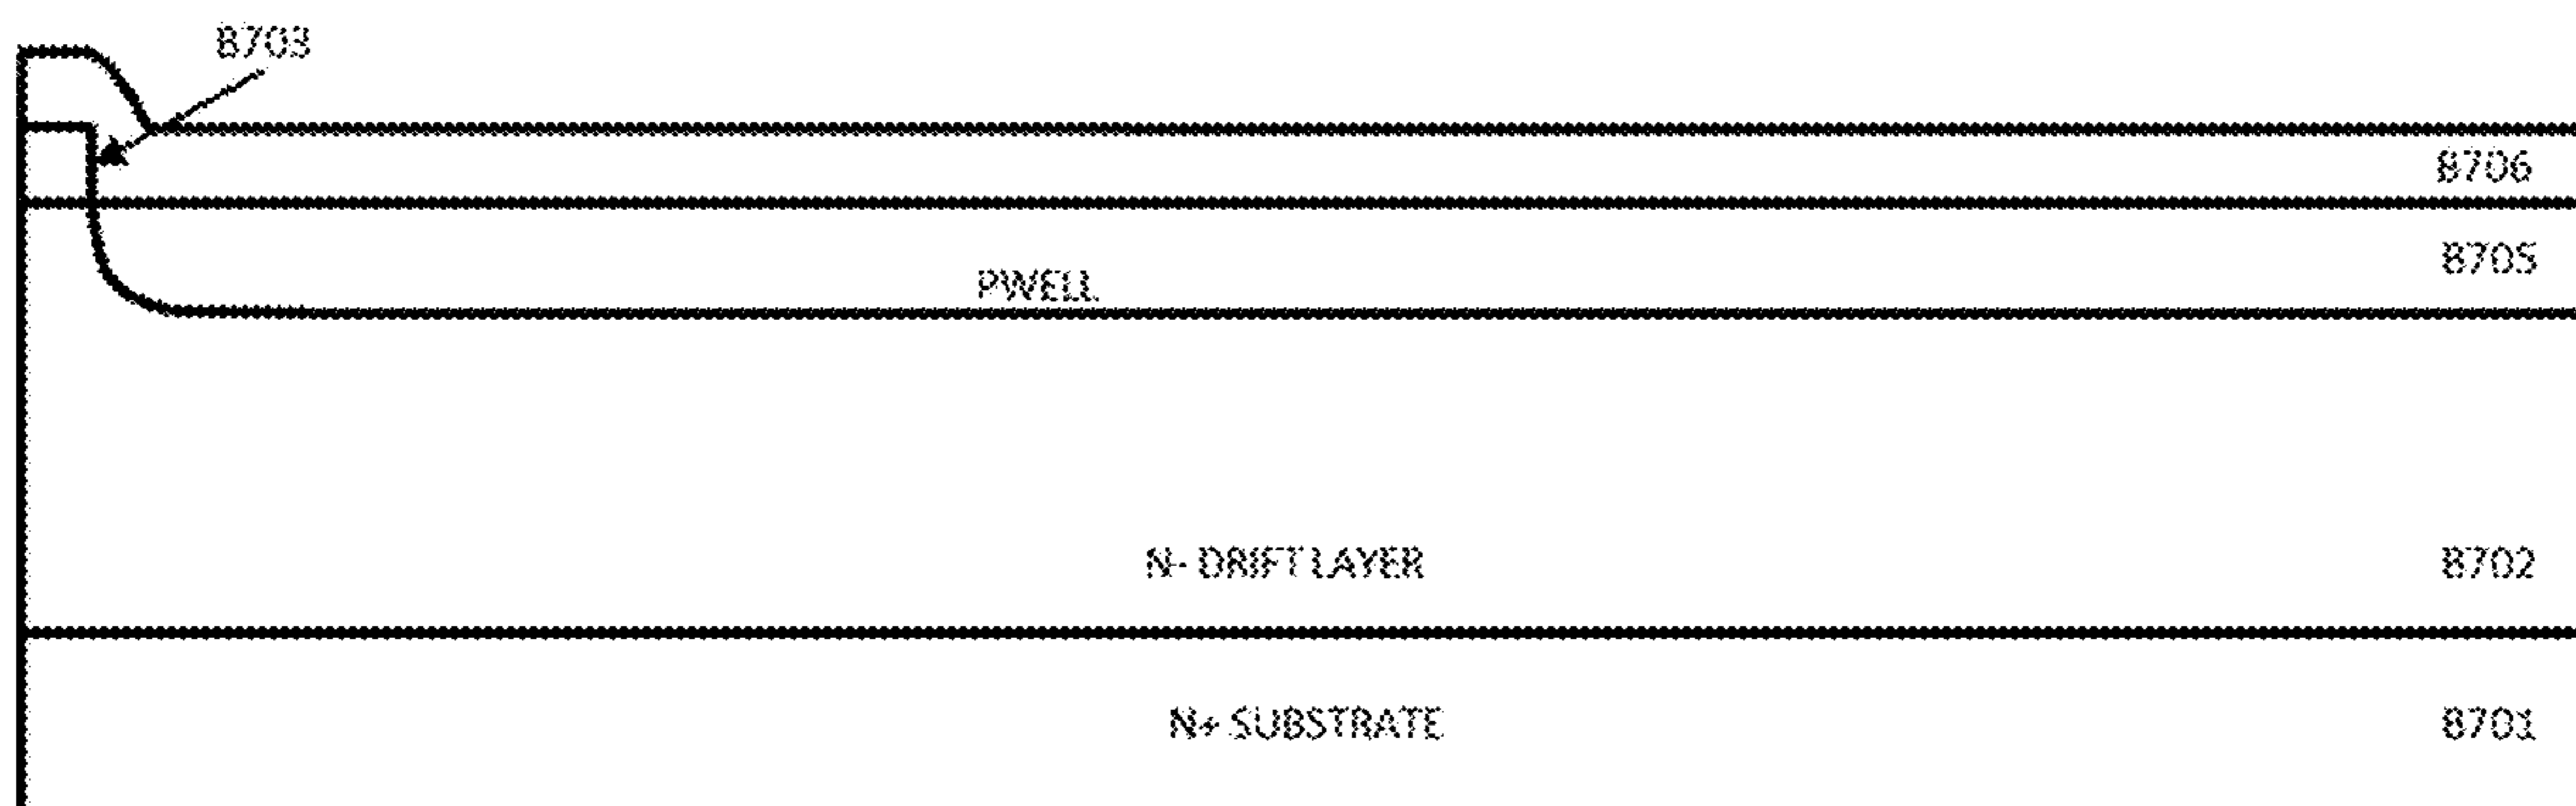 8703
8706
8705
PWELL
N- DRIFT LAYER
8702
N+ SUBSTRATE
8701